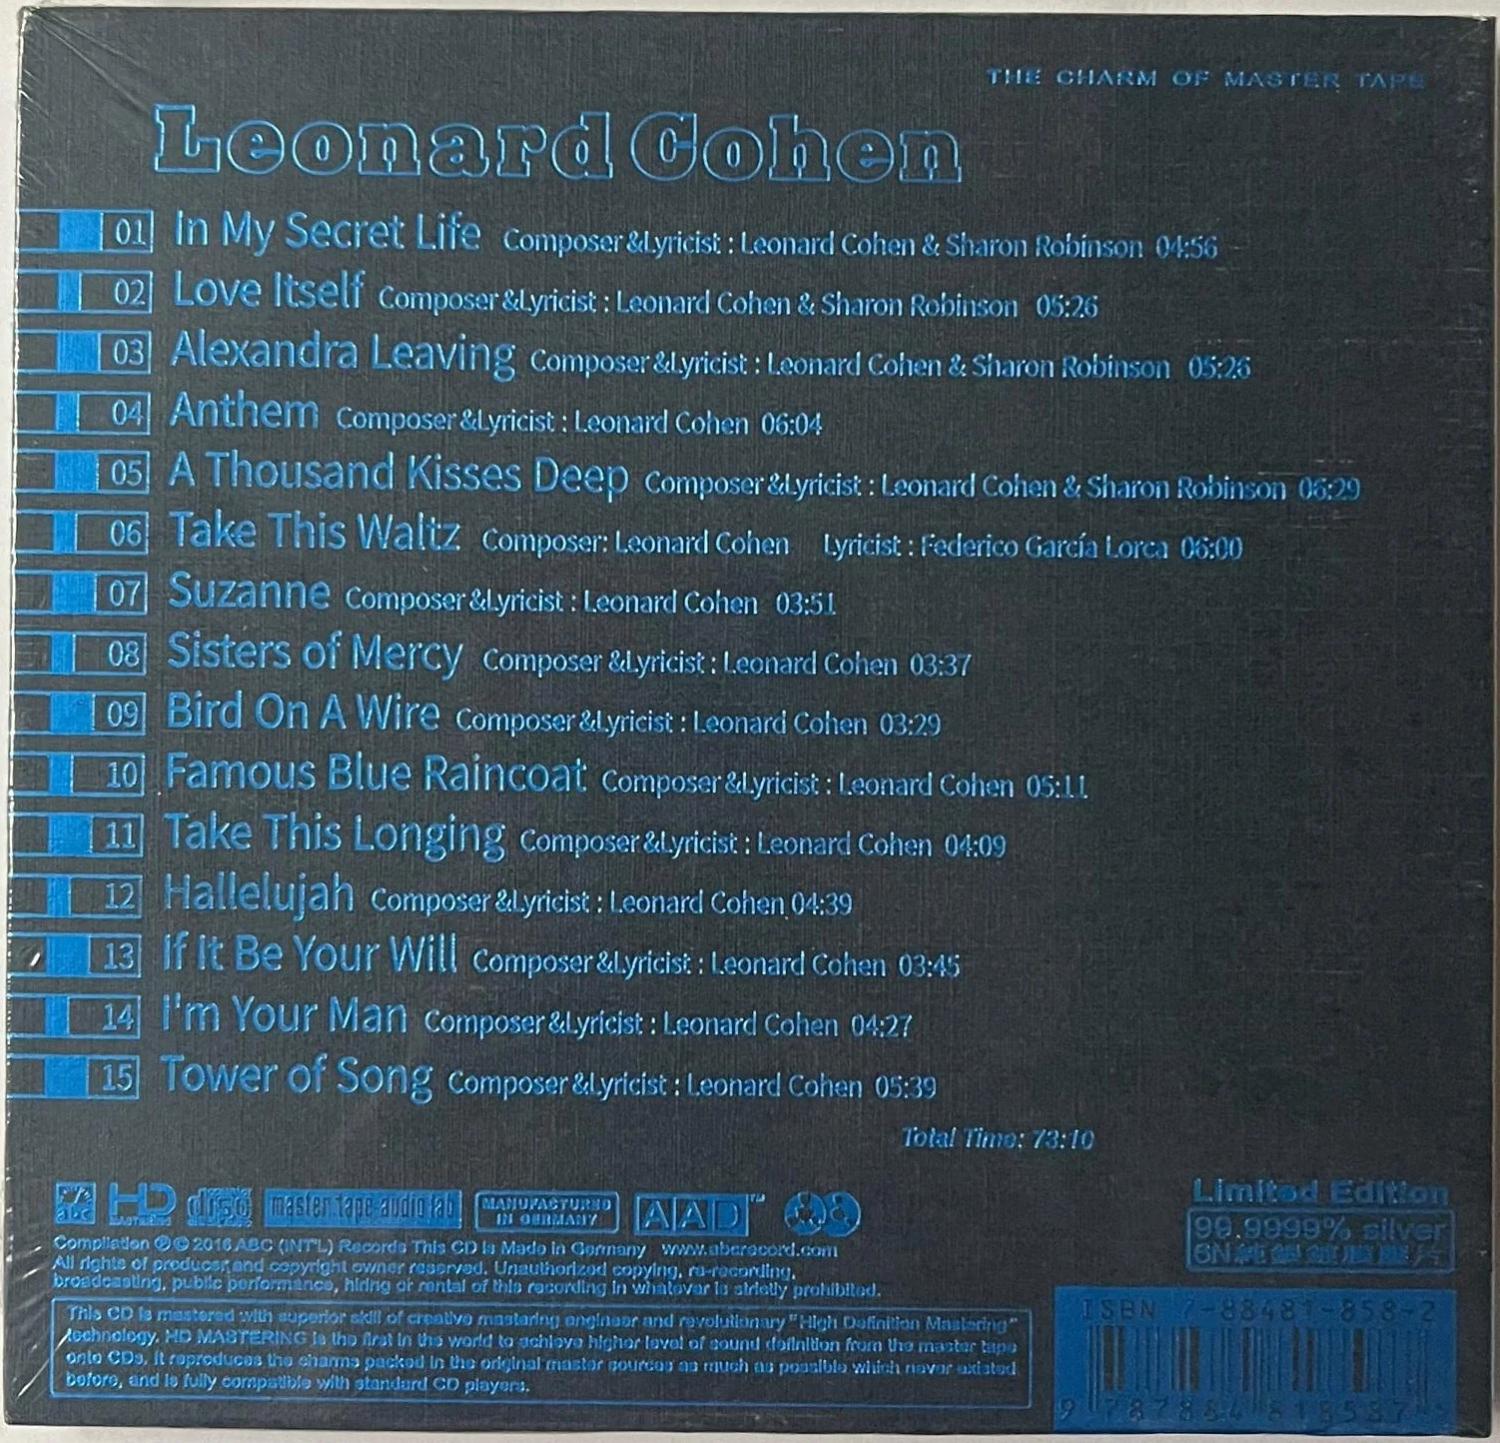 THE CHARM OF MASTER TAPE
Leonard Cohen
01 In My Secret Life Composer&Lyricist : Leonard Cohen & Sharon Robinson 04:56
02 Love Itself Composer&Lyricist : Leonard Cohen & Sharon Robinson 05:26
03 Alexandra Leaving Composer&Lyricist : Leonard Cohen & Sharon Robinson 05:26
04 Anthem Composer&Lyricist : Leonard Cohen 06:04
05 A Thousand Kisses Deep Composer&Lyricist : Leonard Cohen & Sharon Robinson 06:29
06 Take This Waltz Composer: Leonard Cohen Lyricist : Federico García Lorca 06:00
07 Suzanne Composer&Lyricist : Leonard Cohen 03:51
08 Sisters of Mercy Composer &Lyricist : Leonard Cohen 03:37
09 Bird On A Wire Composer &Lyricist : Leonard Cohen 03:29
10 Famous Blue Raincoat Composer&Lyricist : Leonard Cohen 05:11
11 Take This Longing Composer&Lyricist : Leonard Cohen 04:09
12 Hallelujah Composer &Lyricist : Leonard Cohen 04:39
13 If It Be Your Will Composer&Lyricist : Leonard Cohen 03:45
14 I'm Your Man Composer&Lyricist : Leonard Cohen 04:27
15 Tower of Song Composer&Lyricist : Leonard Cohen 05:39
Total Time: 73:10
abc HD MASTERING disc master tape audio lab MANUFACTURED IN GERMANY AAD™
Limited Edition
99.9999% silver
6N
Compilation ℗© 2016 ABC (INT'L) Records This CD Is Made in Germany www.abcrecord.com
All rights of producer and copyright owner reserved. Unauthorized copying, re-recording,
broadcasting, public performance, hiring or rental of this recording in whatever is strictly prohibited.
This CD is mastered with superior skill of creative mastering engineer and revolutionary "High Definition Mastering"
technology. HD MASTERING is the first in the world to achieve higher level of sound definition from the master tape
onto CDs. It reproduces the charms packed in the original master sources as much as possible which never existed
before, and is fully compatible with standard CD players.
ISBN 7-88481-858-2
9 787884 818587